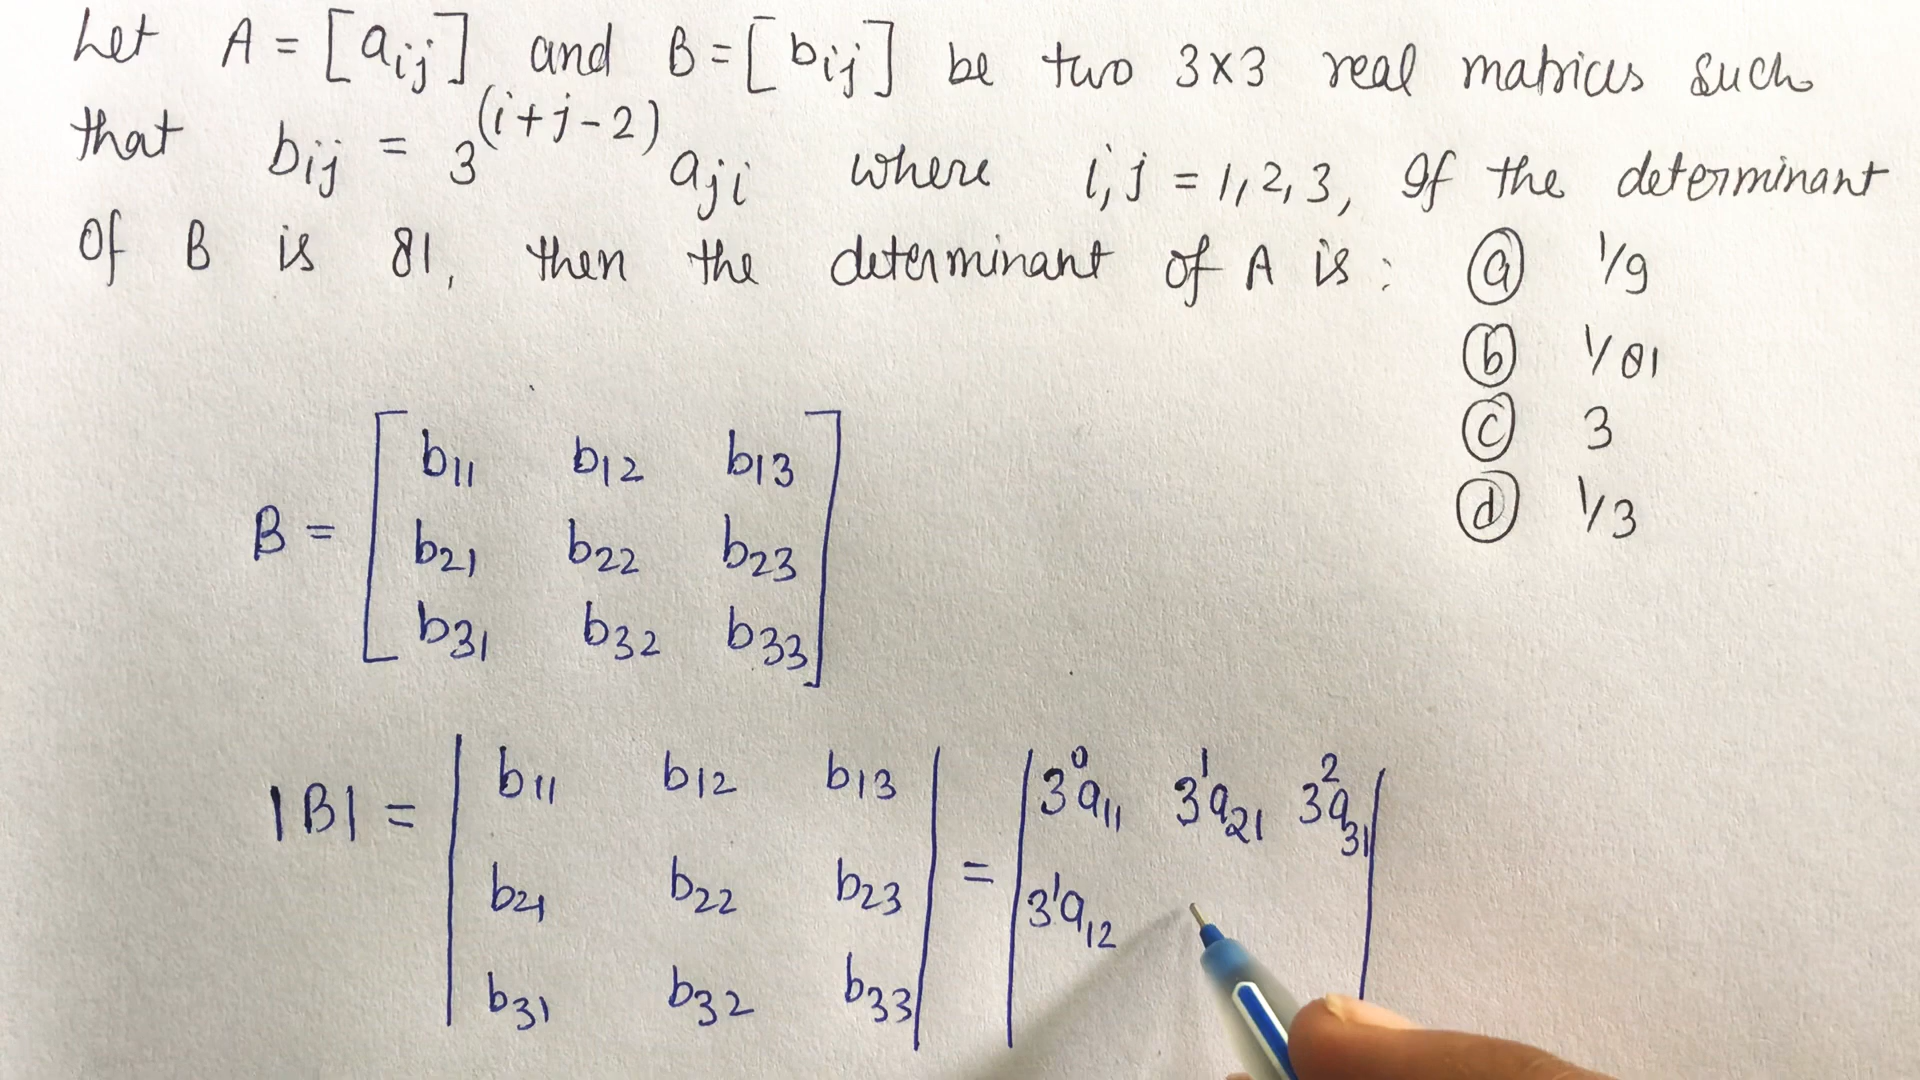 Let A = [aij] and B = [bij] be two 3x3 real matrices such
that bij = 3^(i+j-2) aji where i,j = 1,2,3, If the determinant
of B is 81, then the determinant of A is : (a) 1/9
(b) 1/81
(c) 3
(d) 1/3
B = [b11 b12 b13
b21 b22 b23
b31 b32 b33]
|B| = |b11 b12 b13| = |3^0 a11 3^1 a21 3^2 a31|
b21 b22 b23 3^1 a12
b31 b32 b33